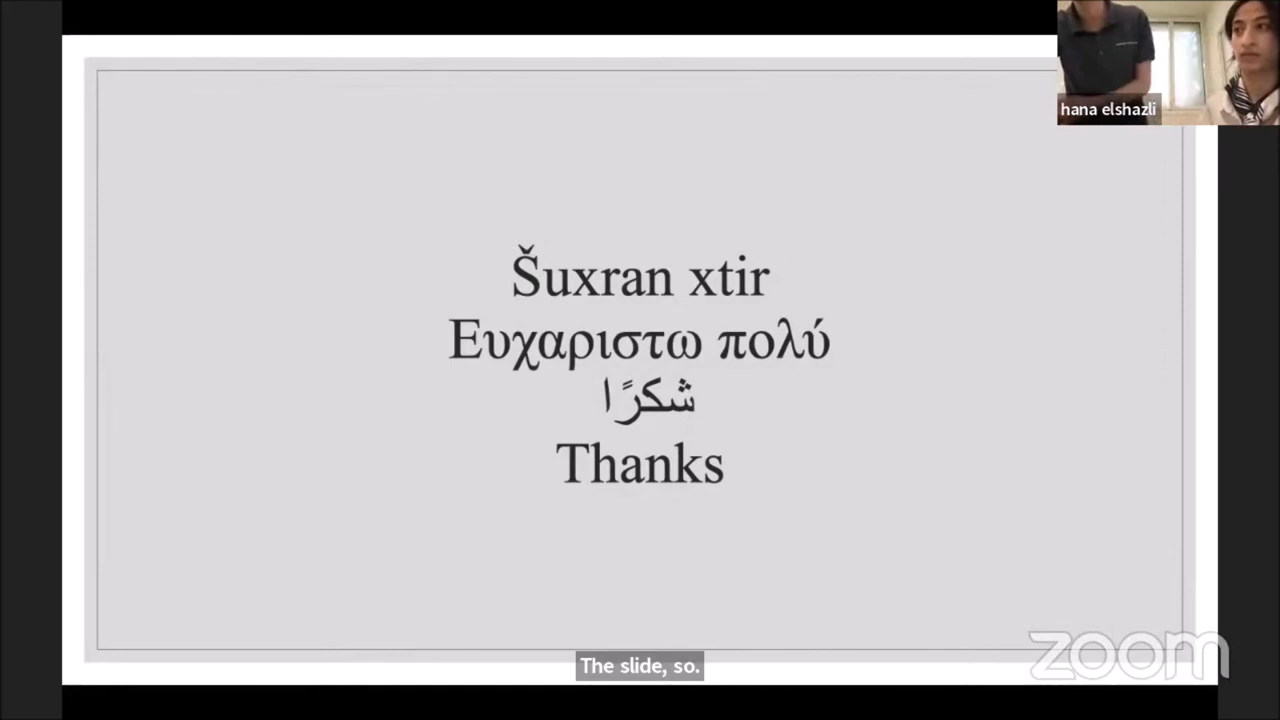 hana elshazli
Šuxran xtir
Ευχαριστω πολύ
شكرًا
Thanks
The slide, so.
zoom